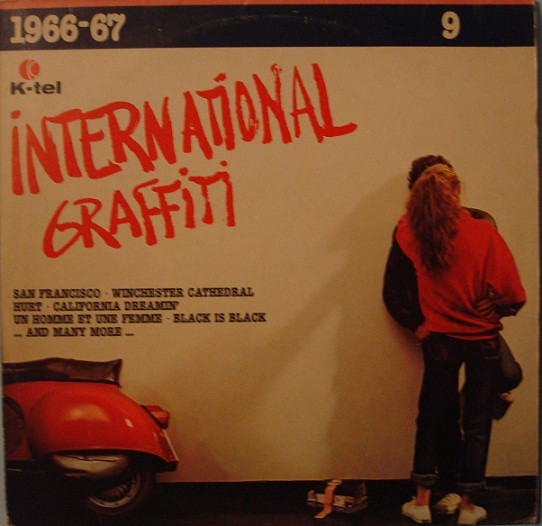 1966-67 9
K-tel
INTERNATIONAL
GRAFFITI
SAN FRANCISCO · WINCHESTER CATHEDRAL
HURT · CALIFORNIA DREAMIN'
UN HOMME ET UNE FEMME · BLACK IS BLACK
... AND MANY MORE ...